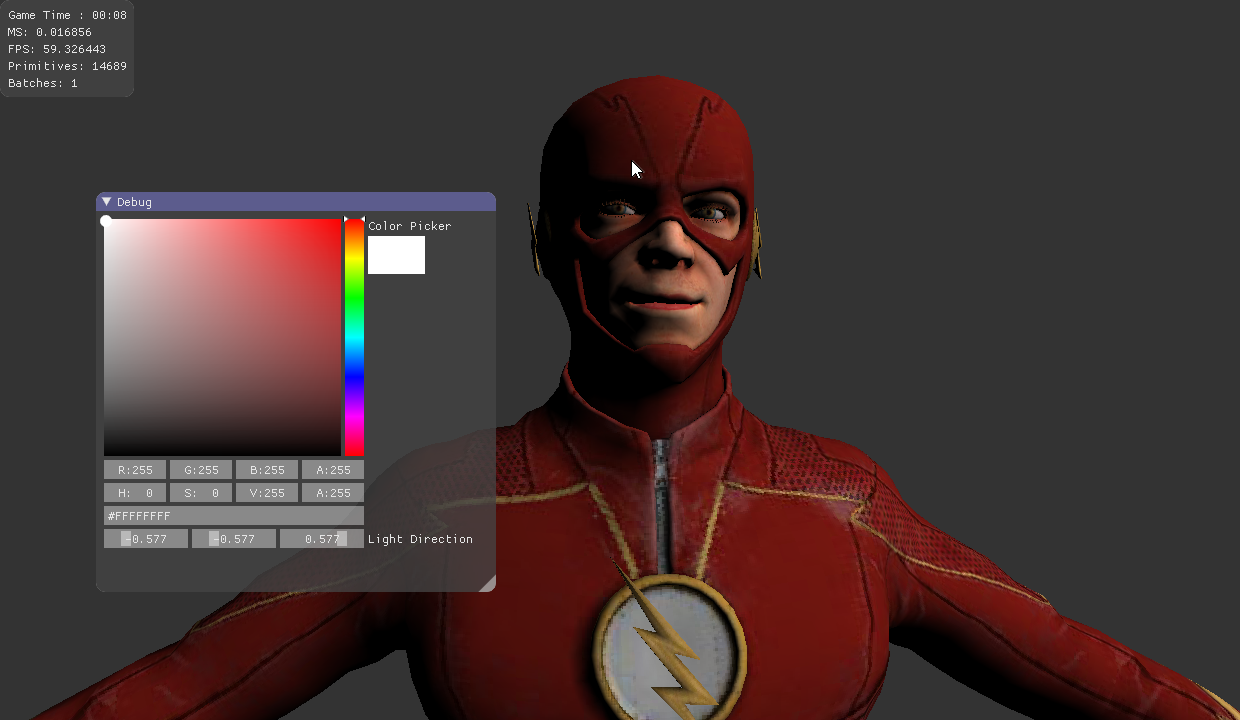 Game Time : 00:08
MS: 0.016856
FPS: 59.326443
Primitives: 14689
Batches: 1
Debug
Color Picker
R:255 G:255 B:255 A:255
H: 0 S: 0 V:255 A:255
#FFFFFFFF
-0.577 -0.577 0.577 Light Direction